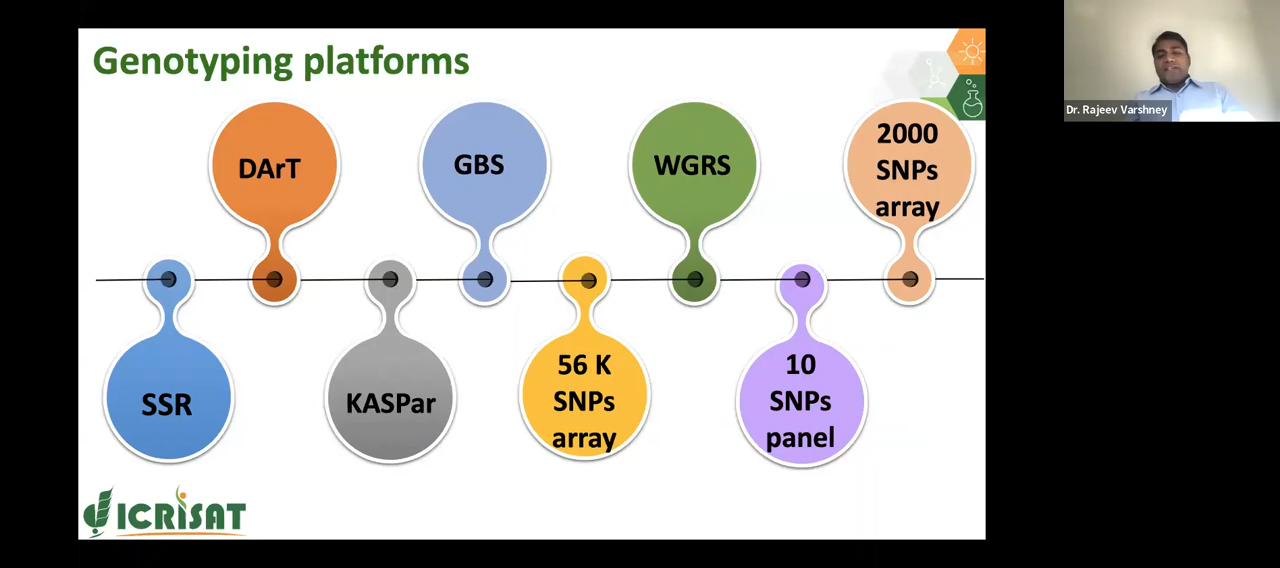 Genotyping platforms
Dr. Rajeev Varshney
DArT
GBS
WGRS
2000
SNPs
array
SSR
KASPar
56 K
SNPs
array
10
SNPs
panel
ICRISAT